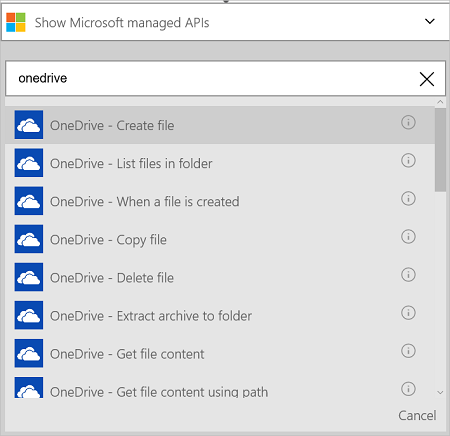 Show Microsoft managed APIs
onedrive
OneDrive - Create file
OneDrive - List files in folder
OneDrive - When a file is created
OneDrive - Copy file
OneDrive - Delete file
OneDrive - Extract archive to folder
OneDrive - Get file content
OneDrive - Get file content using path
Cancel